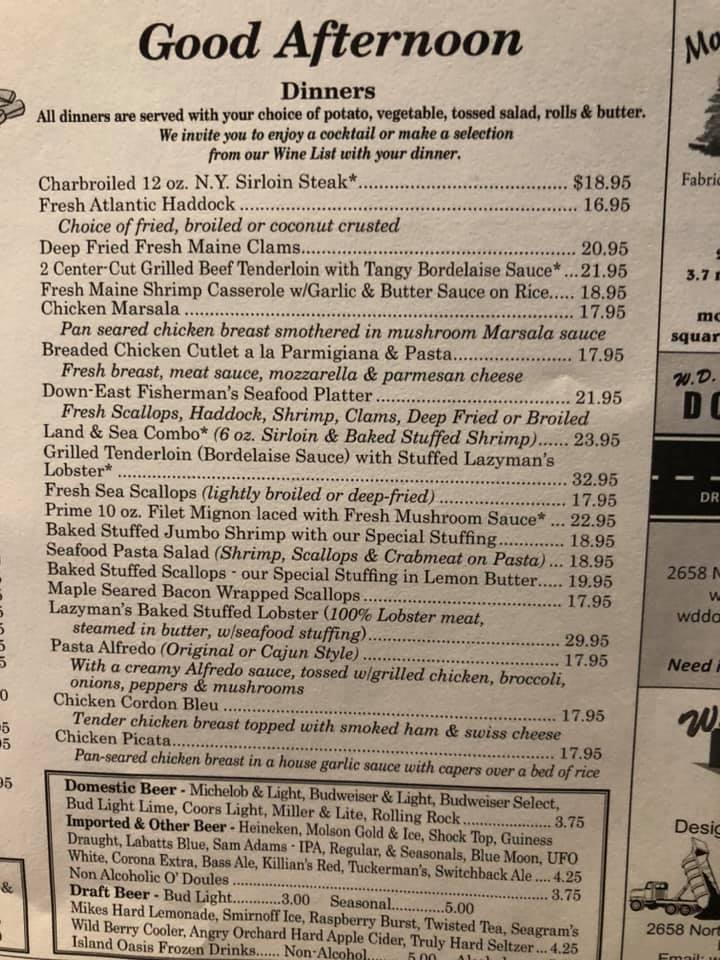 Good Afternoon
Dinners
All dinners are served with your choice of potato, vegetable, tossed salad, rolls & butter.
We invite you to enjoy a cocktail or make a selection
from our Wine List with your dinner.
Charbroiled 12 oz. N.Y. Sirloin Steak*.......... $18.95
Fresh Atlantic Haddock .......... 16.95
Choice of fried, broiled or coconut crusted
Deep Fried Fresh Maine Clams.......... 20.95
2 Center-Cut Grilled Beef Tenderloin with Tangy Bordelaise Sauce*...21.95
Fresh Maine Shrimp Casserole w/Garlic & Butter Sauce on Rice..... 18.95
Chicken Marsala .......... 17.95
Pan seared chicken breast smothered in mushroom Marsala sauce
Breaded Chicken Cutlet a la Parmigiana & Pasta.......... 17.95
Fresh breast, meat sauce, mozzarella & parmesan cheese
Down-East Fisherman's Seafood Platter .......... 21.95
Fresh Scallops, Haddock, Shrimp, Clams, Deep Fried or Broiled
Land & Sea Combo* (6 oz. Sirloin & Baked Stuffed Shrimp)...... 23.95
Grilled Tenderloin (Bordelaise Sauce) with Stuffed Lazyman's
Lobster* .......... 32.95
Fresh Sea Scallops (lightly broiled or deep-fried) .......... 17.95
Prime 10 oz. Filet Mignon laced with Fresh Mushroom Sauce* ... 22.95
Baked Stuffed Jumbo Shrimp with our Special Stuffing.......... 18.95
Seafood Pasta Salad (Shrimp, Scallops & Crabmeat on Pasta) ... 18.95
Baked Stuffed Scallops - our Special Stuffing in Lemon Butter..... 19.95
Maple Seared Bacon Wrapped Scallops .......... 17.95
Lazyman's Baked Stuffed Lobster (100% Lobster meat,
steamed in butter, w/seafood stuffing).......... 29.95
Pasta Alfredo (Original or Cajun Style) .......... 17.95
With a creamy Alfredo sauce, tossed w/grilled chicken, broccoli,
onions, peppers & mushrooms
Chicken Cordon Bleu .......... 17.95
Tender chicken breast topped with smoked ham & swiss cheese
Chicken Picata.......... 17.95
Pan-seared chicken breast in a house garlic sauce with capers over a bed of rice
Domestic Beer - Michelob & Light, Budweiser & Light, Budweiser Select,
Bud Light Lime, Coors Light, Miller & Lite, Rolling Rock .......... 3.75
Imported & Other Beer - Heineken, Molson Gold & Ice, Shock Top, Guiness
Draught, Labatts Blue, Sam Adams - IPA, Regular, & Seasonals, Blue Moon, UFO
White, Corona Extra, Bass Ale, Killian's Red, Tuckerman's, Switchback Ale .... 4.25
Non Alcoholic O' Doules .......... 3.75
Draft Beer - Bud Light..........3.00 Seasonal..........5.00
Mikes Hard Lemonade, Smirnoff Ice, Raspberry Burst, Twisted Tea, Seagram's
Wild Berry Cooler, Angry Orchard Hard Apple Cider, Truly Hard Seltzer ... 4.25
Island Oasis Frozen Drinks...... Non-Alcohol.... 5.00
3.7
W.D.
DR
2658 N
wddo
Need
2658 Nort